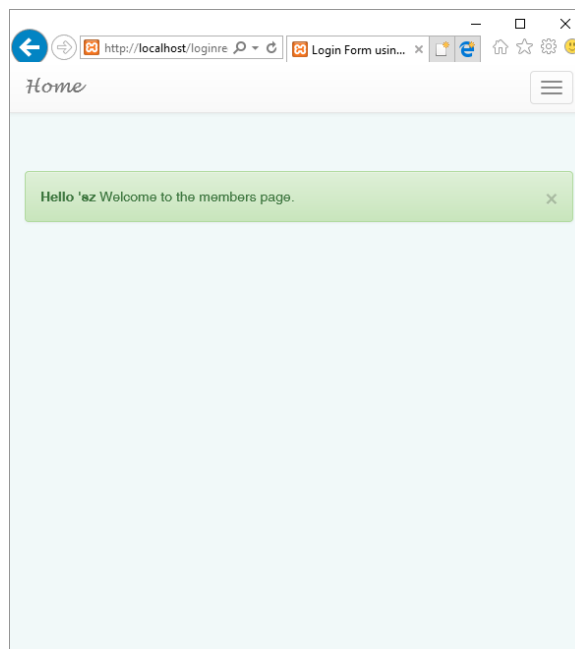 http://localhost/loginre
Login Form usin...
Home
Hello 'sz Welcome to the members page.